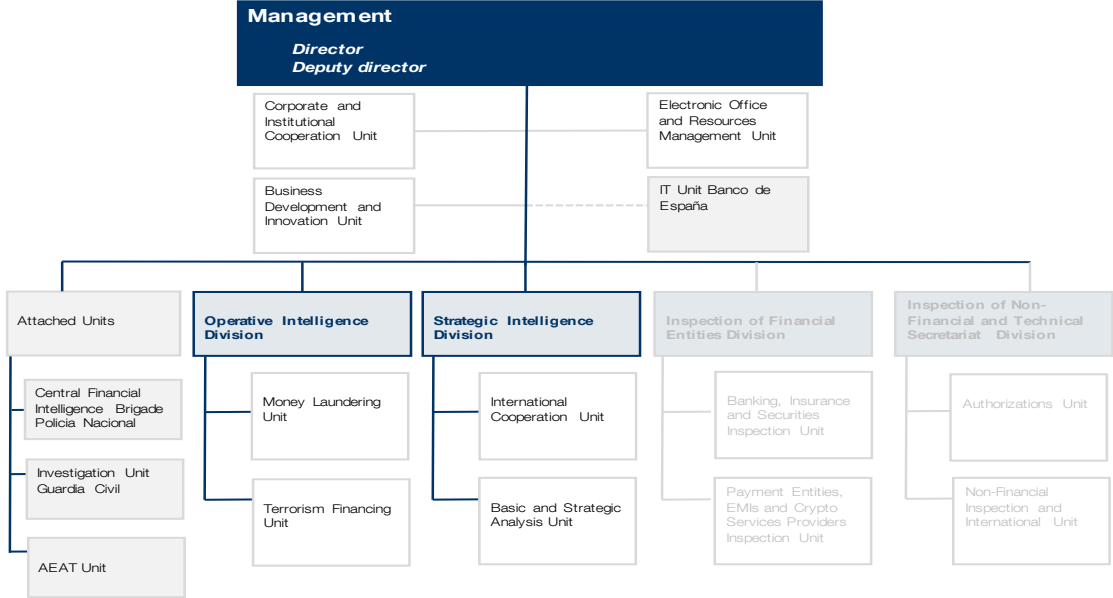 Management
Director
Deputy director
Corporate and
Institutional
Cooperation Unit
Electronic Office
and Resources
Management Unit
Business
Development and
Innovation Unit
IT Unit Banco de
España
Attached Units
Operative Intelligence
Division
Strategic Intelligence
Division
Inspection of Financial
Entities Division
Inspection of Non-
Financial and Technical
Secretariat Division
Central Financial
Intelligence Brigade
Policia Nacional
Investigation Unit
Guardia Civil
AEAT Unit
Money Laundering
Unit
Terrorism Financing
Unit
International
Cooperation Unit
Basic and Strategic
Analysis Unit
Banking, Insurance
and Securities
Inspection Unit
Payment Entities,
EMIs and Crypto
Services Providers
Inspection Unit
Authorizations Unit
Non-Financial
Inspection and
International Unit